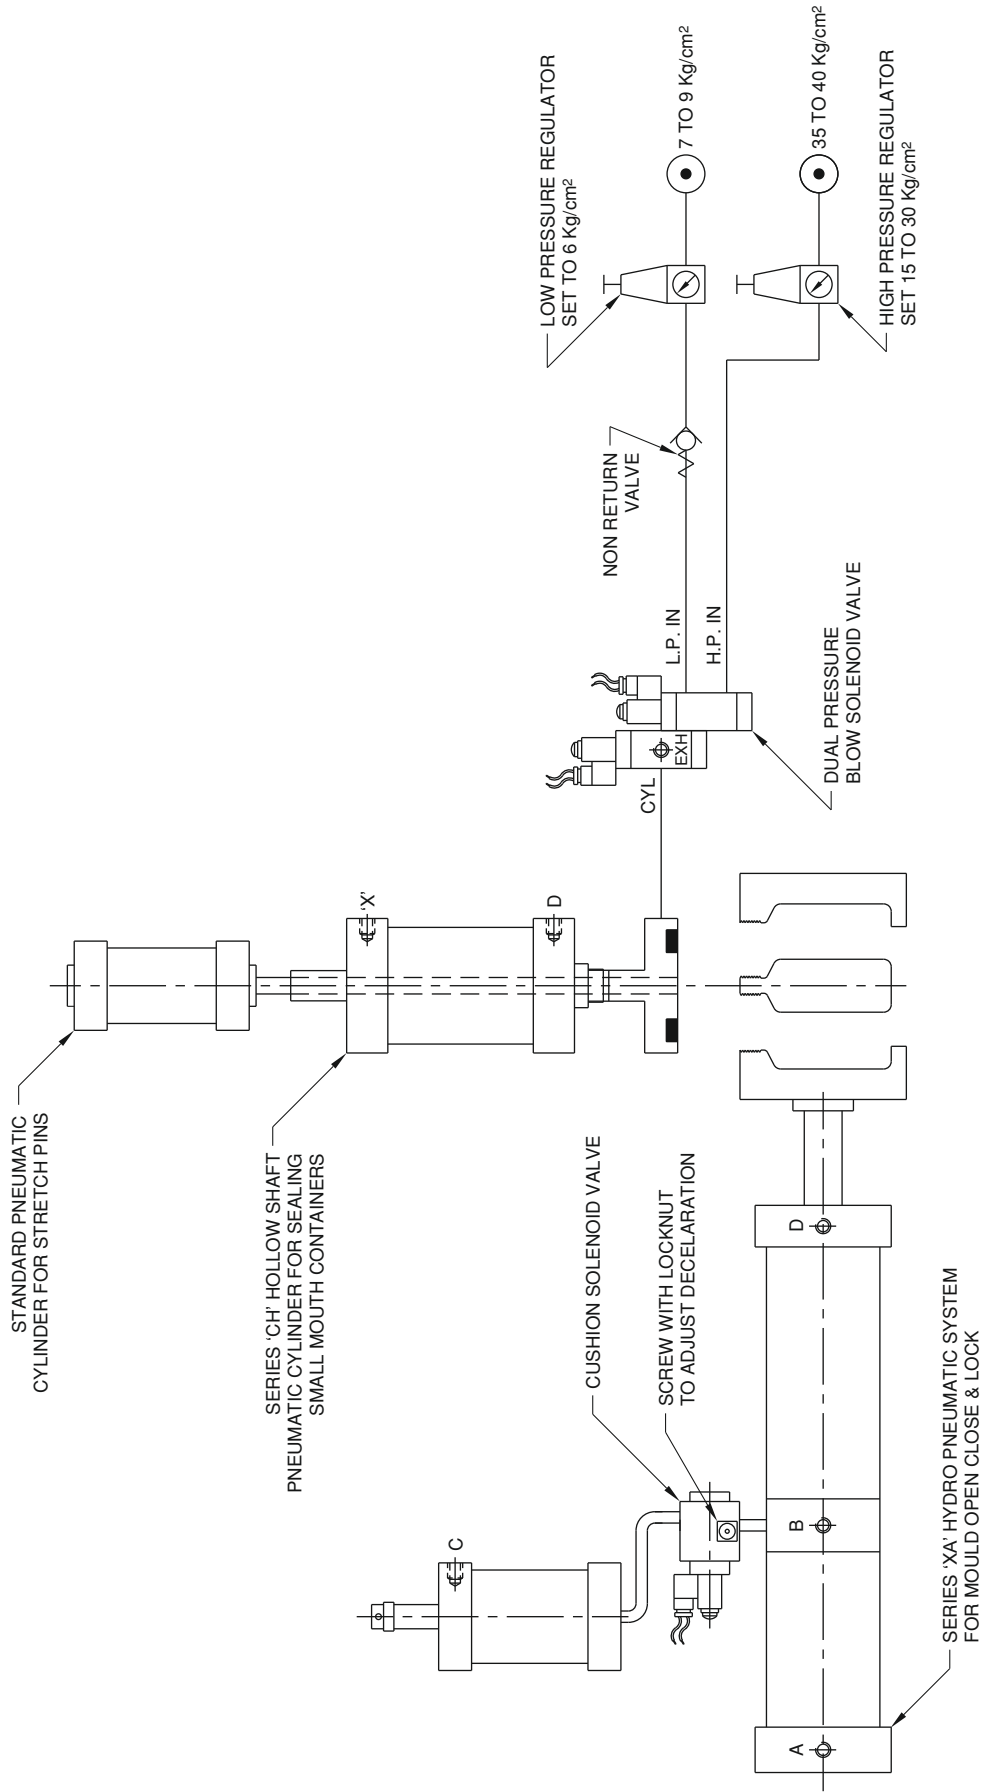 STANDARD PNEUMATIC
CYLINDER FOR STRETCH PINS
SERIES 'CH' HOLLOW SHAFT
PNEUMATIC CYLINDER FOR SEALING
SMALL MOUTH CONTAINERS
'X'
D
LOW PRESSURE REGULATOR
SET TO 6 Kg/cm²
7 TO 9 Kg/cm²
35 TO 40 Kg/cm²
HIGH PRESSURE REGULATOR
SET 15 TO 30 Kg/cm²
NON RETURN
VALVE
L.P. IN
H.P. IN
CYL
EXH
DUAL PRESSURE
BLOW SOLENOID VALVE
CUSHION SOLENOID VALVE
SCREW WITH LOCKNUT
TO ADJUST DECELARATION
C
A
B
D
SERIES 'XA' HYDRO PNEUMATIC SYSTEM
FOR MOULD OPEN CLOSE & LOCK